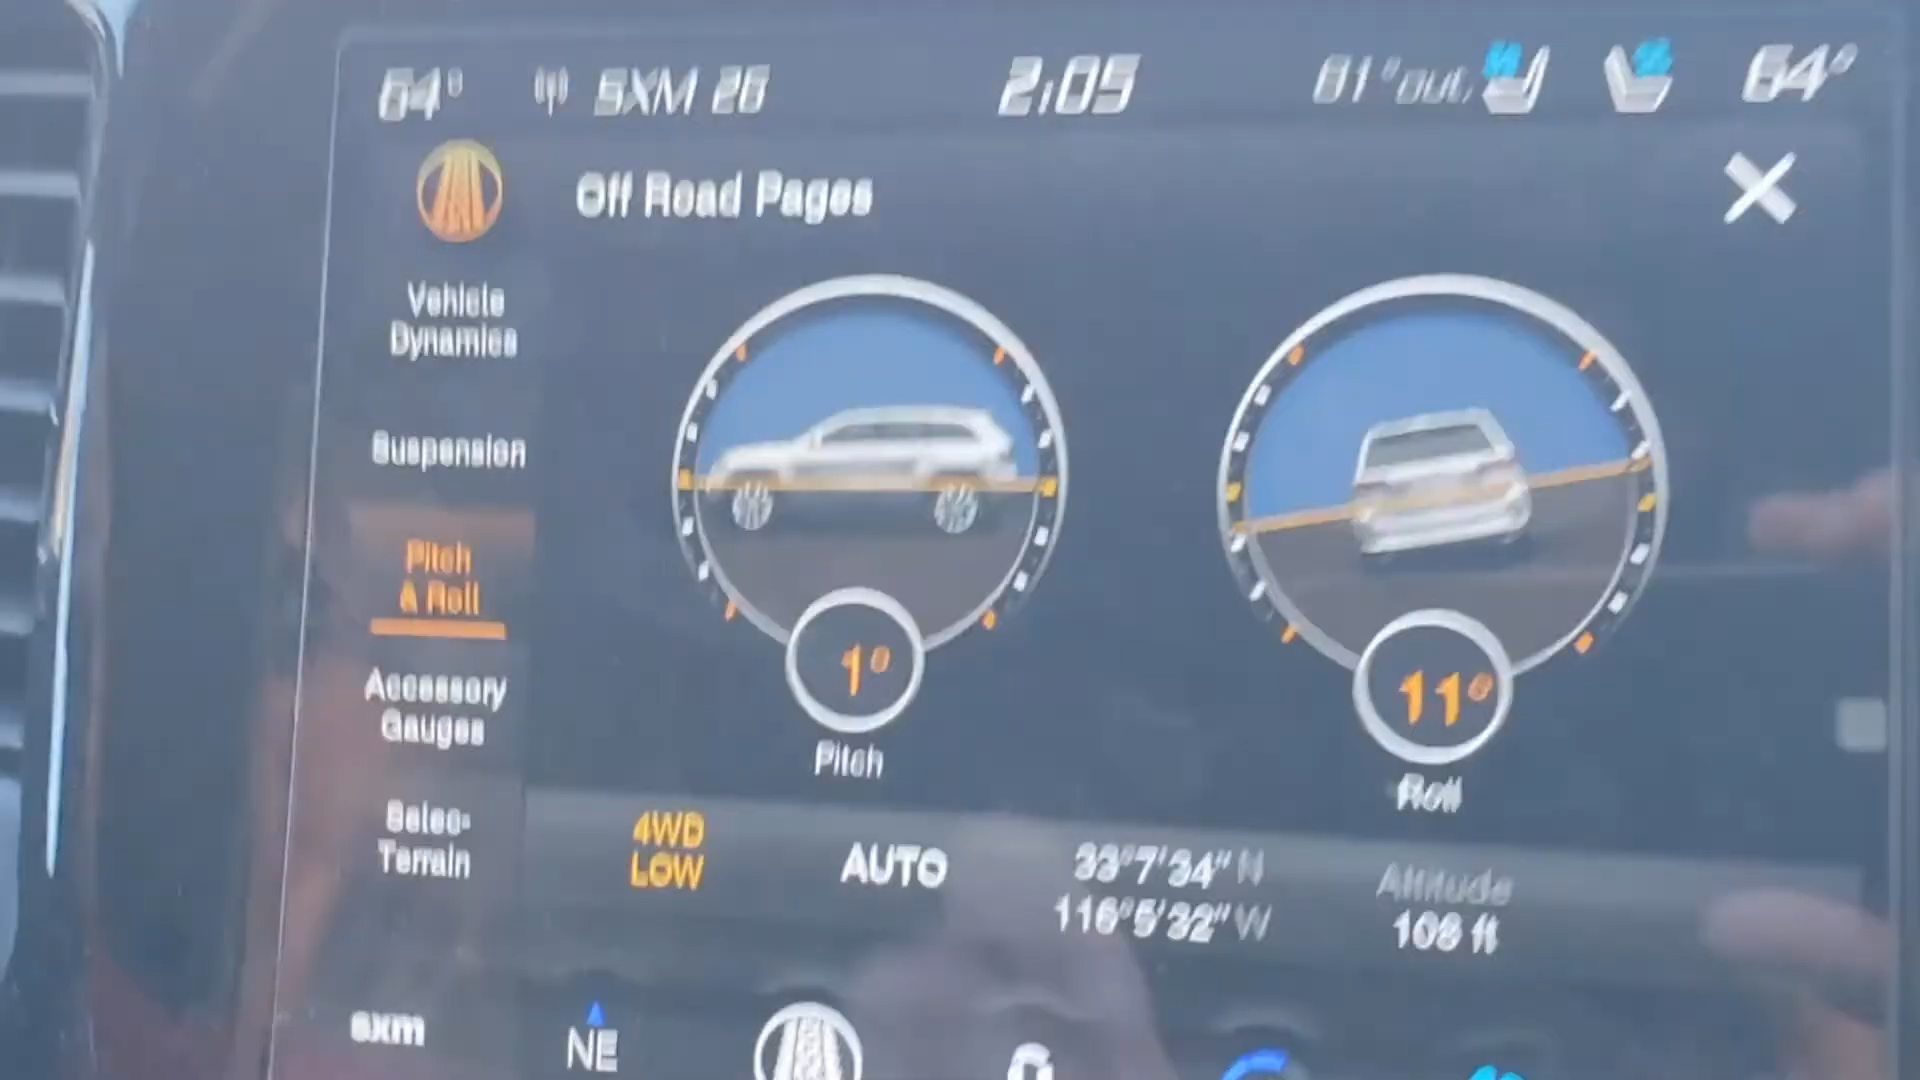 64° SXM 26 2:05 81°out 64°
Off Road Pages
Vehicle
Dynamics
Suspension
Pitch
& Roll
Accessory
Gauges
Selec-
Terrain
1°
Pitch
11°
Roll
4WD
LOW
AUTO
33°7'34" N
116°5'32" W
Altitude
108 ft
sxm
NE